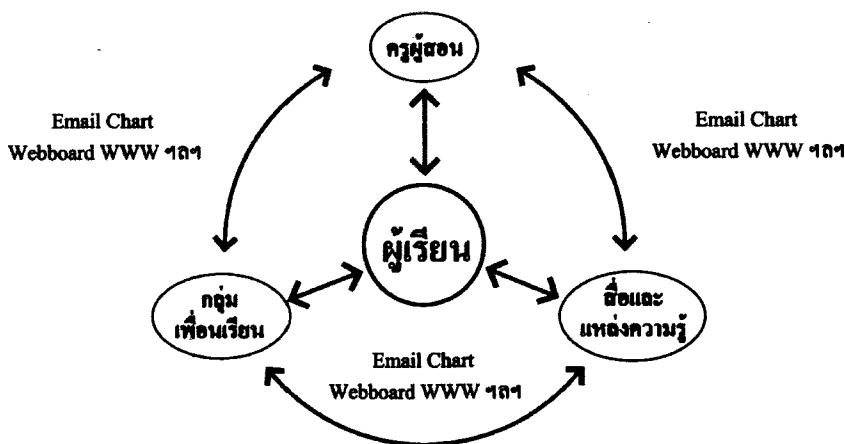 ครูผู้สอน
Email Chart
Webboard WWW ฯลฯ
Email Chart
Webboard WWW ฯลฯ
ผู้เรียน
กลุ่ม
เพื่อนเรียน
สื่อและ
แหล่งความรู้
Email Chart
Webboard WWW ฯลฯ